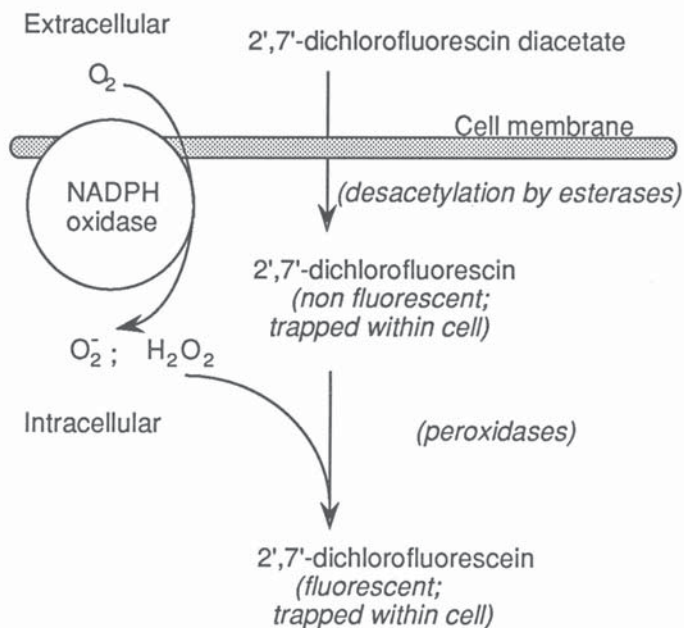 Extracellular
2',7'-dichlorofluorescin diacetate
O₂
Cell membrane
NADPH
oxidase
(desacetylation by esterases)
2',7'-dichlorofluorescin
(non fluorescent;
trapped within cell)
O₂⁻ ; H₂O₂
Intracellular
(peroxidases)
2',7'-dichlorofluorescein
(fluorescent;
trapped within cell)